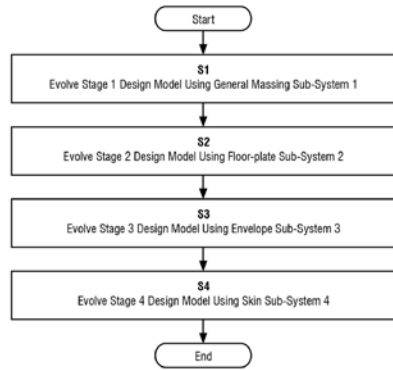 Start
S1
Evolve Stage 1 Design Model Using General Massing Sub-System 1
S2
Evolve Stage 2 Design Model Using Floor-plate Sub-System 2
S3
Evolve Stage 3 Design Model Using Envelope Sub-System 3
S4
Evolve Stage 4 Design Model Using Skin Sub-System 4
End